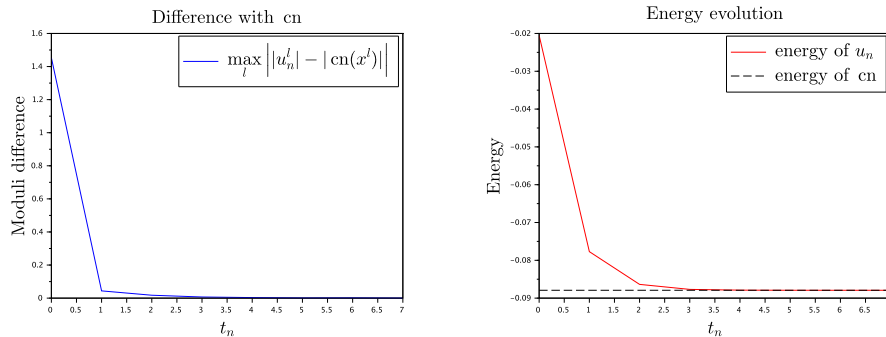 Difference with cn
max_l ||u_n^l| − |cn(x^l)||
Moduli difference
1.6
1.4
1.2
1
0.8
0.6
0.4
0.2
0
0 0.5 1 1.5 2 2.5 3 3.5 4 4.5 5 5.5 6 6.5 7
t_n
Energy evolution
energy of u_n
energy of cn
Energy
−0.02
−0.03
−0.04
−0.05
−0.06
−0.07
−0.08
−0.09
0 0.5 1 1.5 2 2.5 3 3.5 4 4.5 5 5.5 6 6.5
t_n